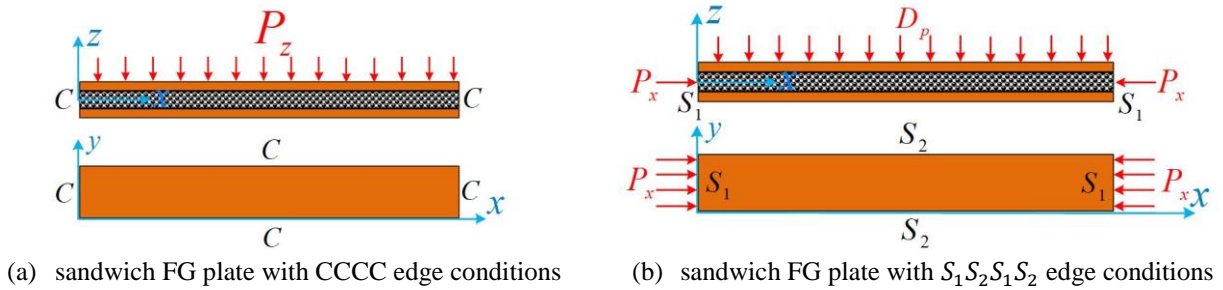 z
P_z
C
x
C
y
C
C
C
x
C
(a) sandwich FG plate with CCCC edge conditions
z
D_p
P_x
x
P_x
S_1
S_1
y
S_2
P_x
S_1
S_1
P_x
x
S_2
(b) sandwich FG plate with S_1S_2S_1S_2 edge conditions